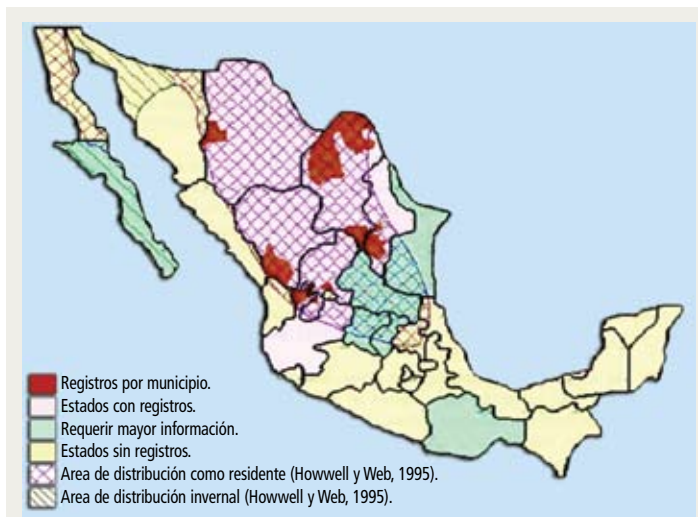 Registros por municipio.
Estados con registros.
Requerir mayor información.
Estados sin registros.
Area de distribución como residente (Howwell y Web, 1995).
Area de distribución invernal (Howwell y Web, 1995).